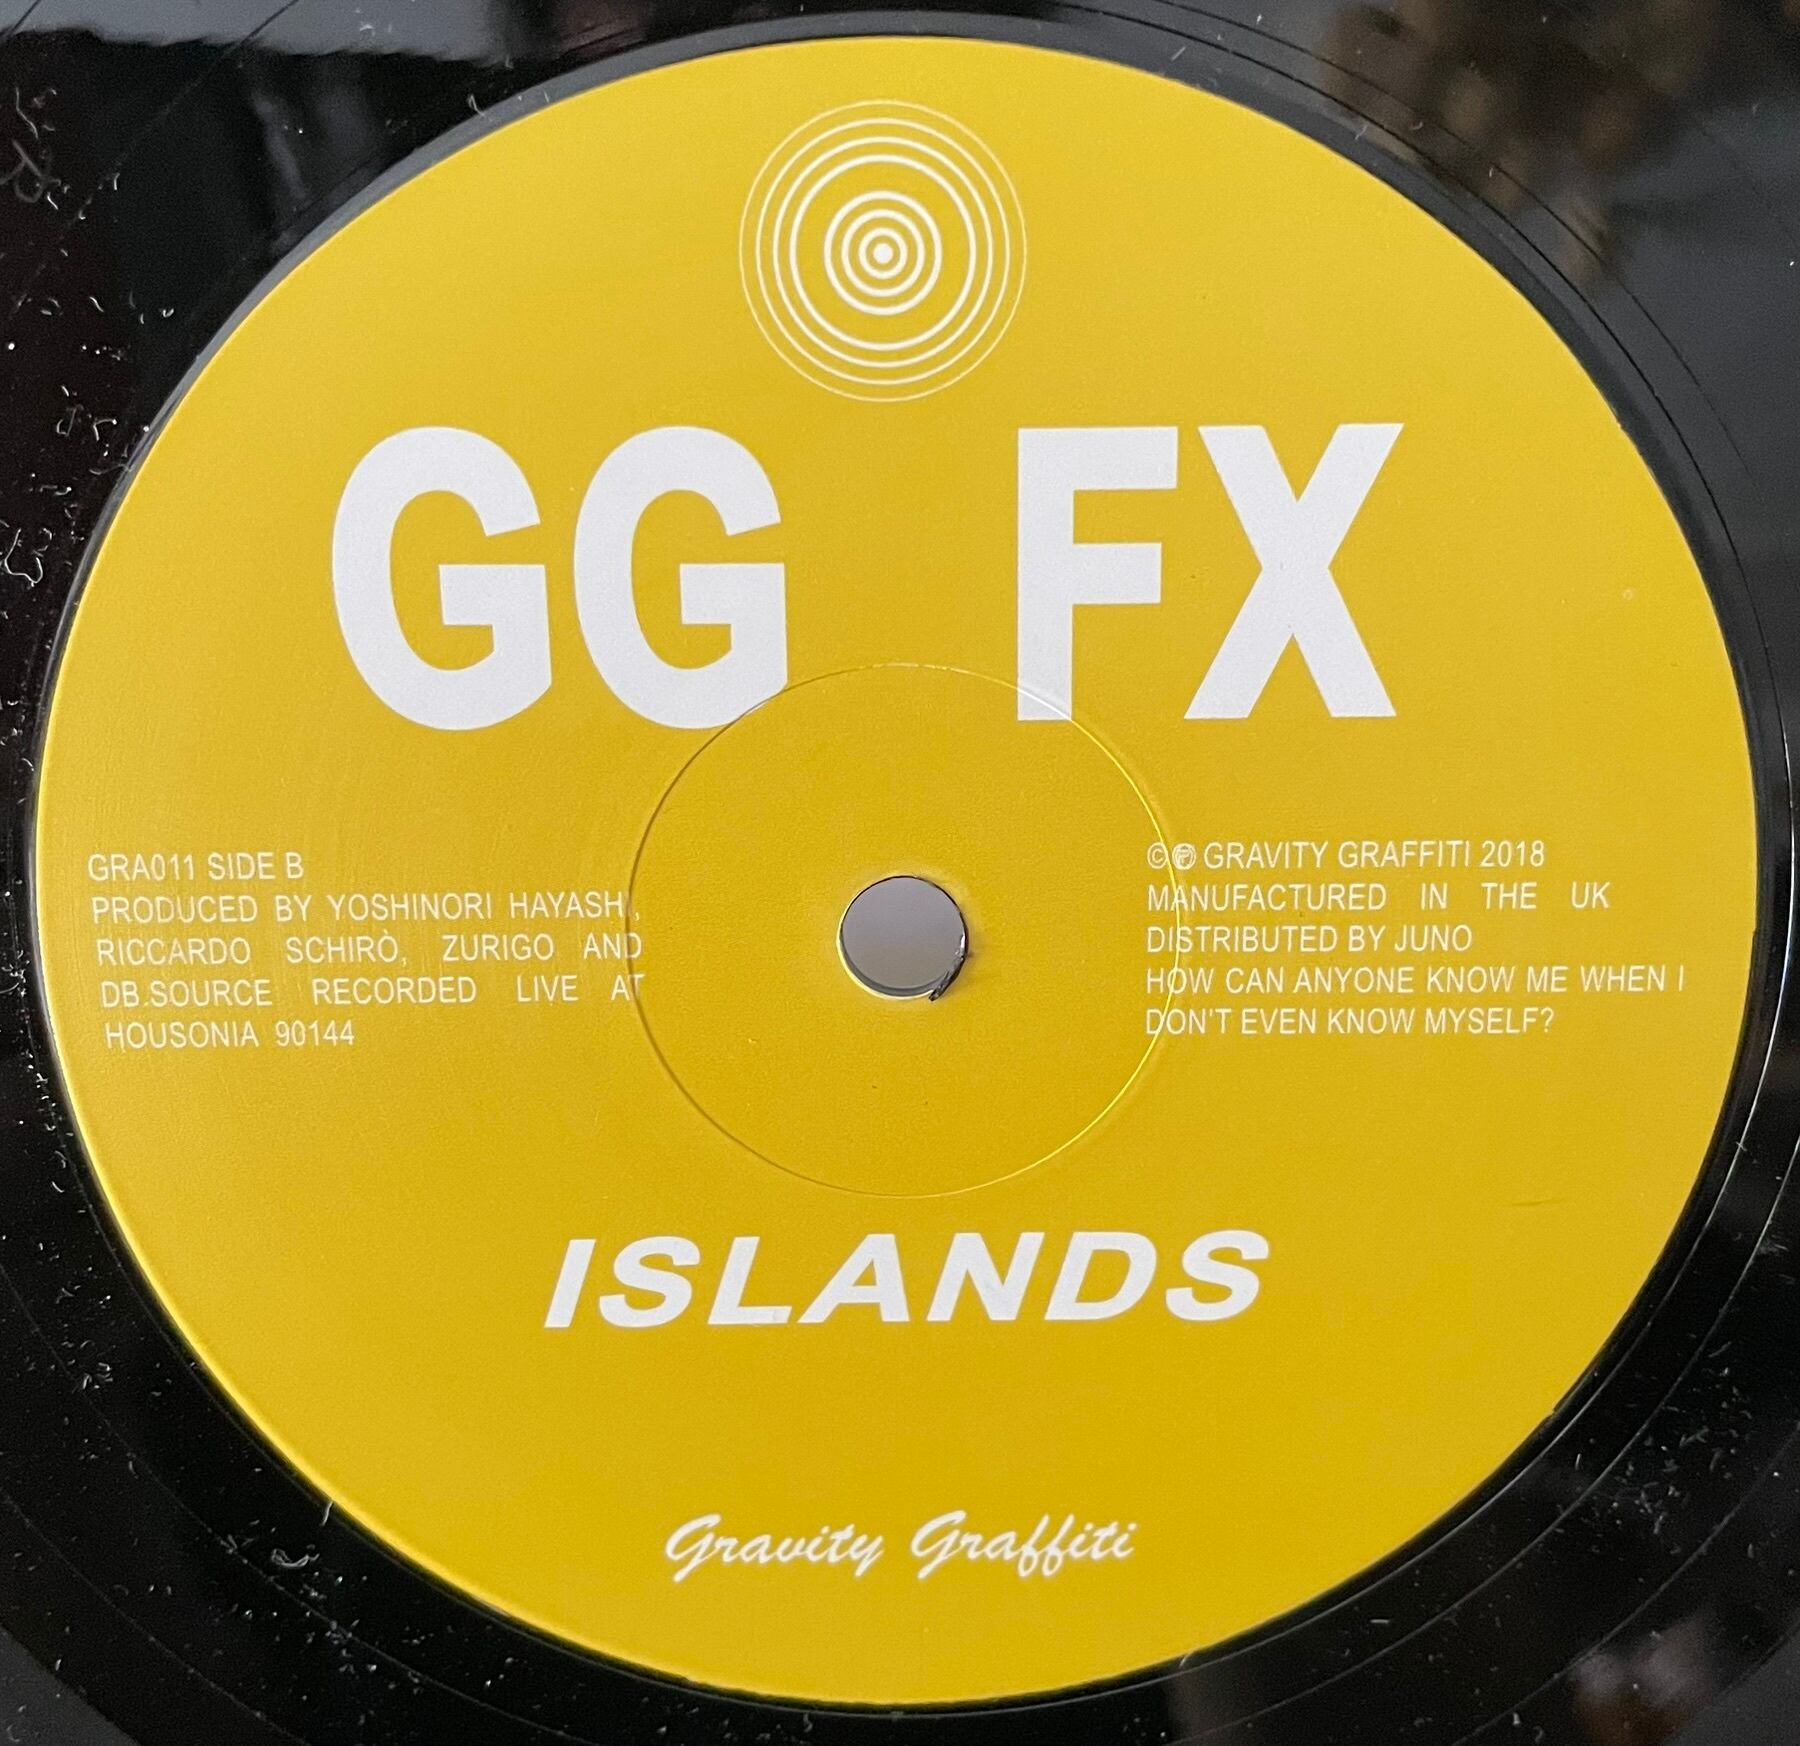 GG FX
GRA011 SIDE B
PRODUCED BY YOSHINORI HAYASHI,
RICCARDO SCHIRÒ, ZURIGO AND
DB.SOURCE RECORDED LIVE AT
HOUSONIA 90144
©℗ GRAVITY GRAFFITI 2018
MANUFACTURED IN THE UK
DISTRIBUTED BY JUNO
HOW CAN ANYONE KNOW ME WHEN I
DON'T EVEN KNOW MYSELF?
ISLANDS
Gravity Graffiti